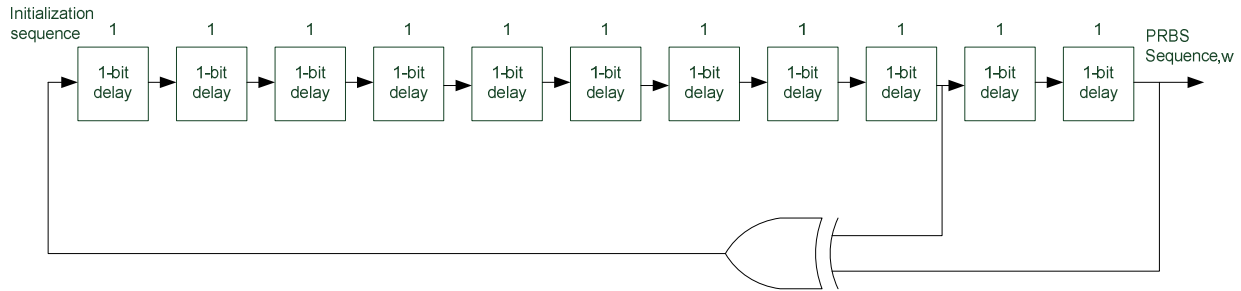 Initialization
sequence
1 1 1 1 1 1 1 1 1 1 1
PRBS
Sequence,w
1-bit 1-bit 1-bit 1-bit 1-bit 1-bit 1-bit 1-bit 1-bit 1-bit 1-bit
delay delay delay delay delay delay delay delay delay delay delay